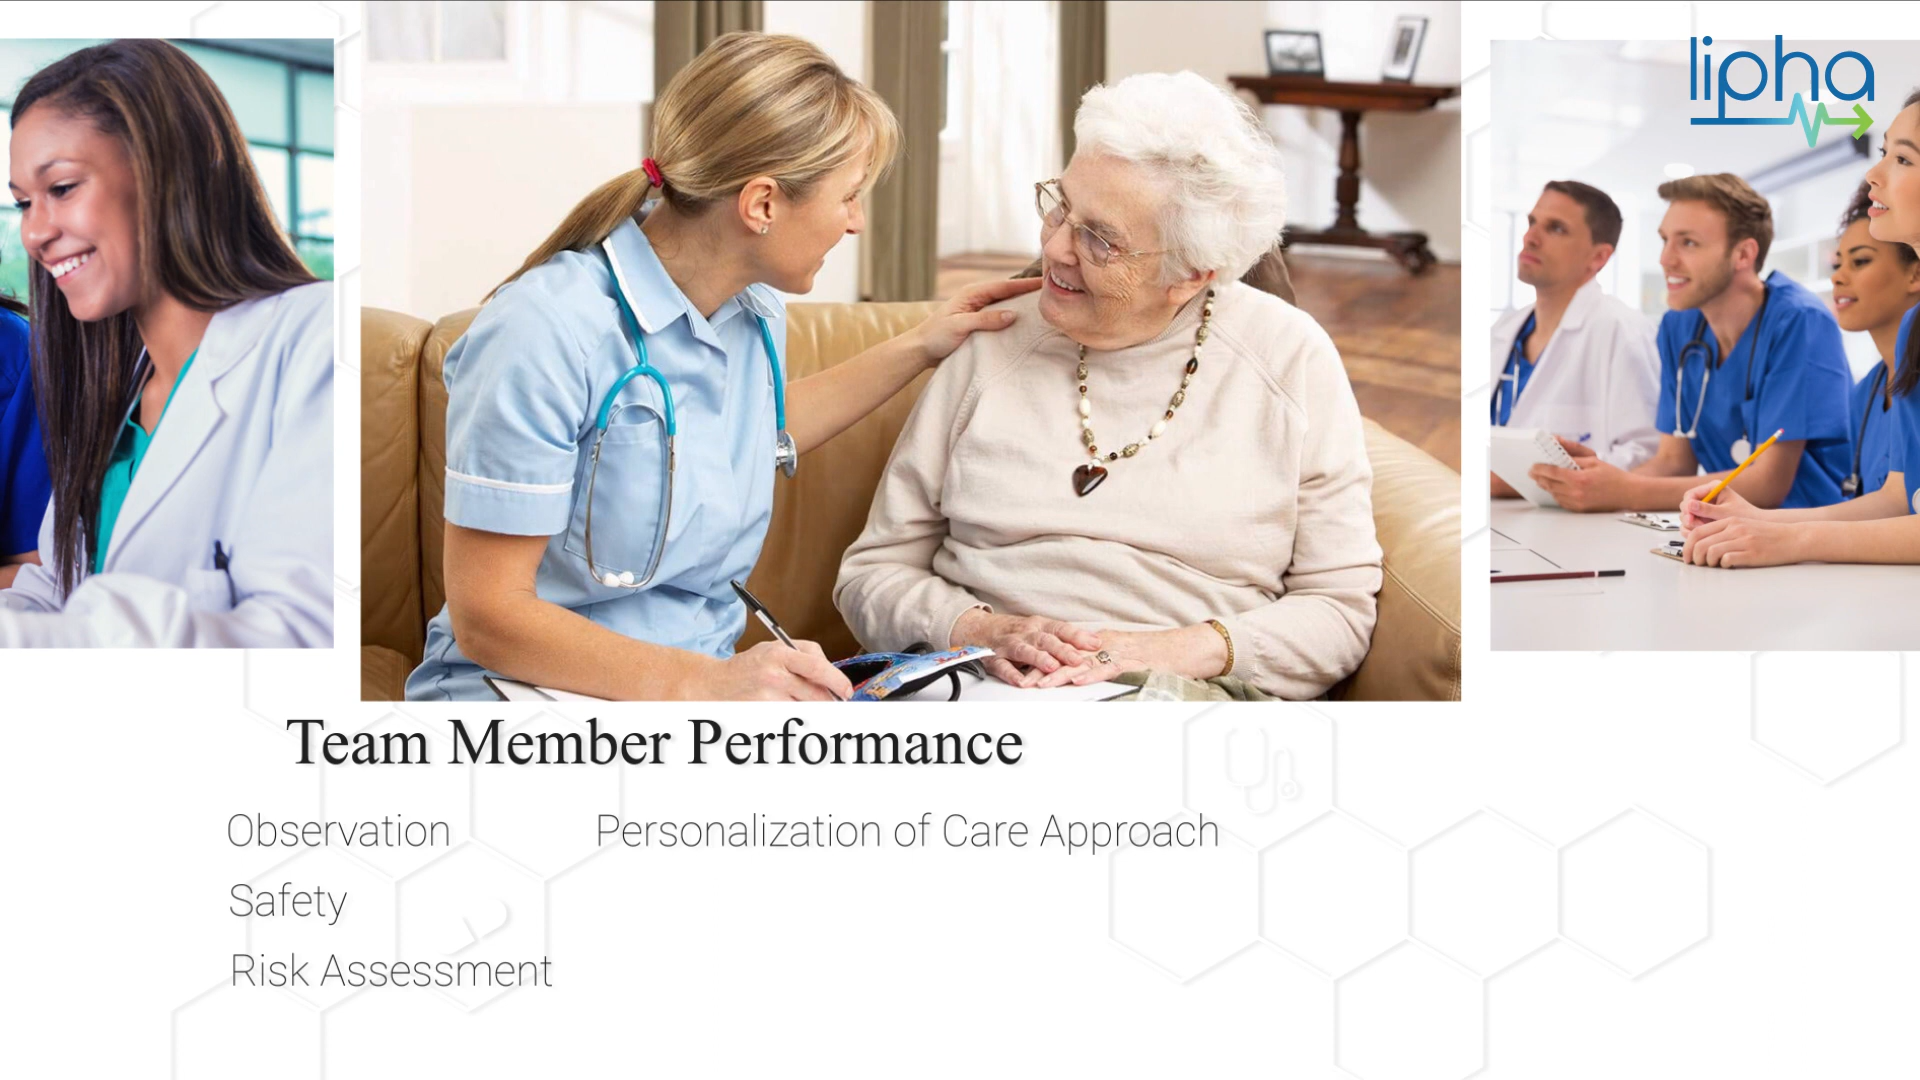 lipha
Team Member Performance
Observation
Personalization of Care Approach
Safety
Risk Assessment